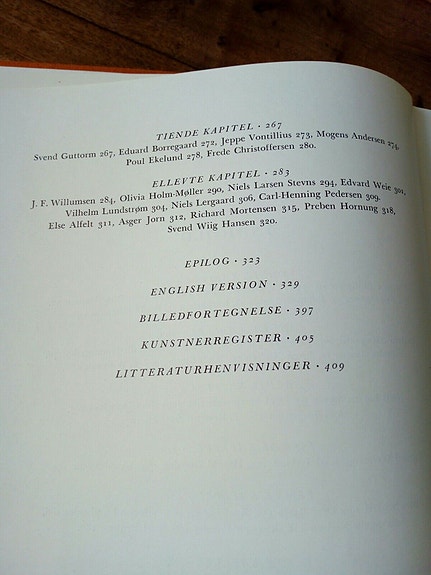 TIENDE KAPITEL · 267
Svend Guttorm 267, Eduard Borregaard 272, Jeppe Vontillius 273, Mogens Andersen 274,
Poul Ekelund 278, Frede Christoffersen 280.
ELLEVTE KAPITEL · 283
J. F. Willumsen 284, Olivia Holm-Møller 290, Niels Larsen Stevns 294, Edvard Weie 301,
Vilhelm Lundstrøm 304, Niels Lergaard 306, Carl-Henning Pedersen 309,
Else Alfelt 311, Asger Jorn 312, Richard Mortensen 315, Preben Hornung 318,
Svend Wiig Hansen 320.
EPILOG · 323
ENGLISH VERSION · 329
BILLEDFORTEGNELSE · 397
KUNSTNERREGISTER · 405
LITTERATURHENVISNINGER · 409